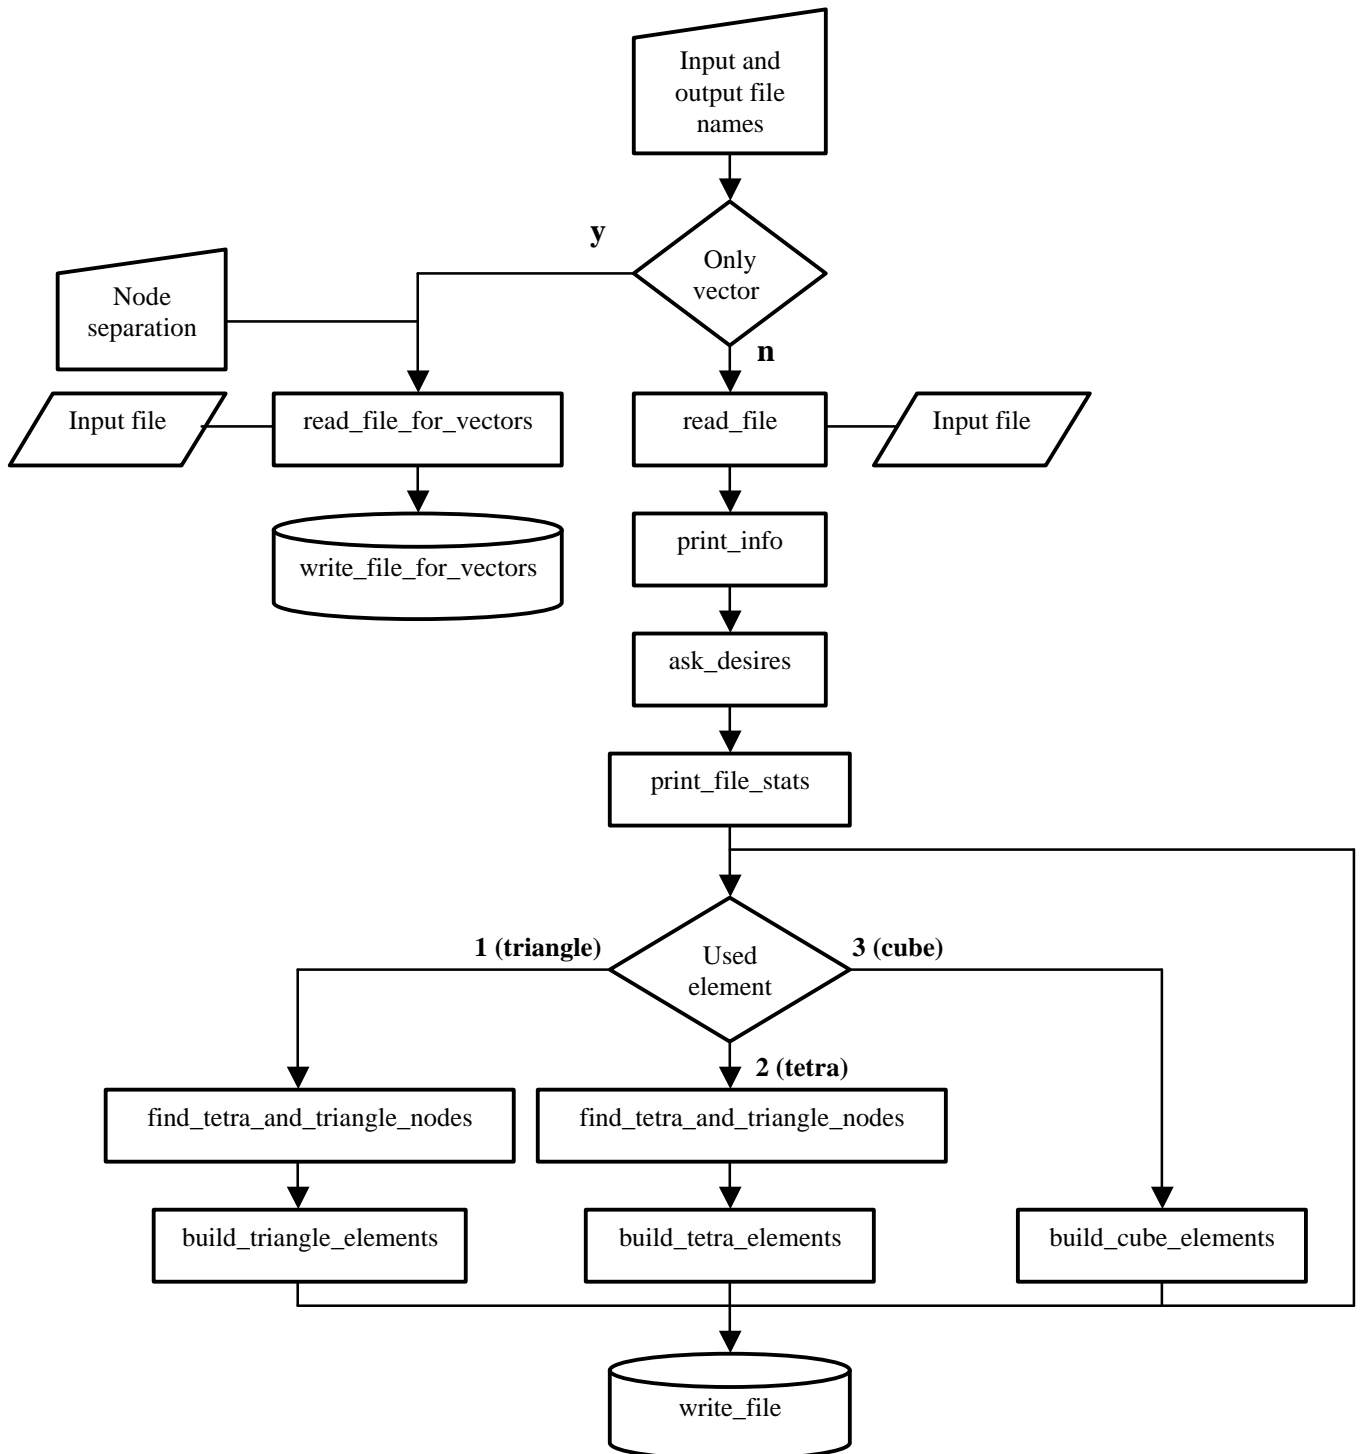 Input and
output file
names
y
Only
vector
Node
separation
n
Input file
read_file_for_vectors
read_file
Input file
print_info
write_file_for_vectors
ask_desires
print_file_stats
1 (triangle)
Used
element
3 (cube)
2 (tetra)
find_tetra_and_triangle_nodes
find_tetra_and_triangle_nodes
build_triangle_elements
build_tetra_elements
build_cube_elements
write_file